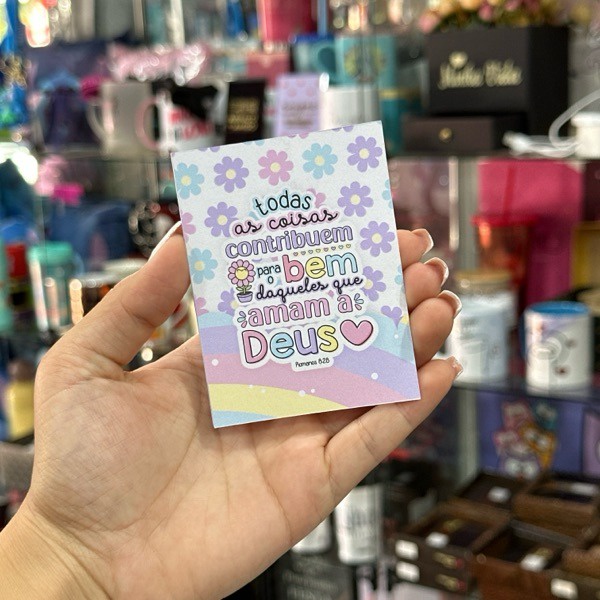 todas
as coisas
contribuem
para o bem
daqueles que
amam a
Deus
Romanos 8:28